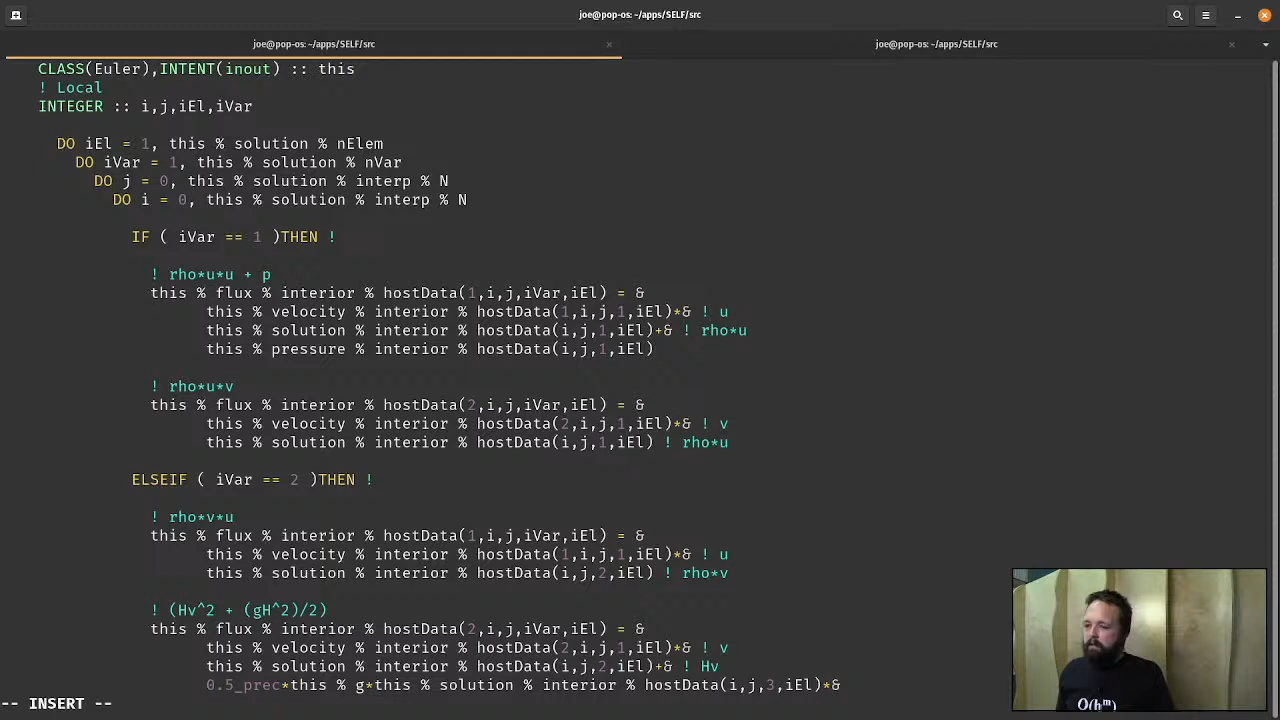 joe@pop-os: ~/apps/SELF/src
joe@pop-os: ~/apps/SELF/src
joe@pop-os: ~/apps/SELF/src
CLASS(Euler),INTENT(inout) :: this
! Local
INTEGER :: i,j,iEl,iVar
DO iEl = 1, this % solution % nElem
DO iVar = 1, this % solution % nVar
DO j = 0, this % solution % interp % N
DO i = 0, this % solution % interp % N
IF ( iVar == 1 )THEN !
! rho*u*u + p
this % flux % interior % hostData(1,i,j,iVar,iEl) = &
this % velocity % interior % hostData(1,i,j,1,iEl)*& ! u
this % solution % interior % hostData(i,j,1,iEl)+& ! rho*u
this % pressure % interior % hostData(i,j,1,iEl)
! rho*u*v
this % flux % interior % hostData(2,i,j,iVar,iEl) = &
this % velocity % interior % hostData(2,i,j,1,iEl)*& ! v
this % solution % interior % hostData(i,j,1,iEl) ! rho*u
ELSEIF ( iVar == 2 )THEN !
! rho*v*u
this % flux % interior % hostData(1,i,j,iVar,iEl) = &
this % velocity % interior % hostData(1,i,j,1,iEl)*& ! u
this % solution % interior % hostData(i,j,2,iEl) ! rho*v
! (Hv^2 + (gH^2)/2)
this % flux % interior % hostData(2,i,j,iVar,iEl) = &
this % velocity % interior % hostData(2,i,j,1,iEl)*& ! v
this % solution % interior % hostData(i,j,2,iEl)+& ! Hv
0.5_prec*this % g*this % solution % interior % hostData(i,j,3,iEl)*&
-- INSERT --
O(h^m)